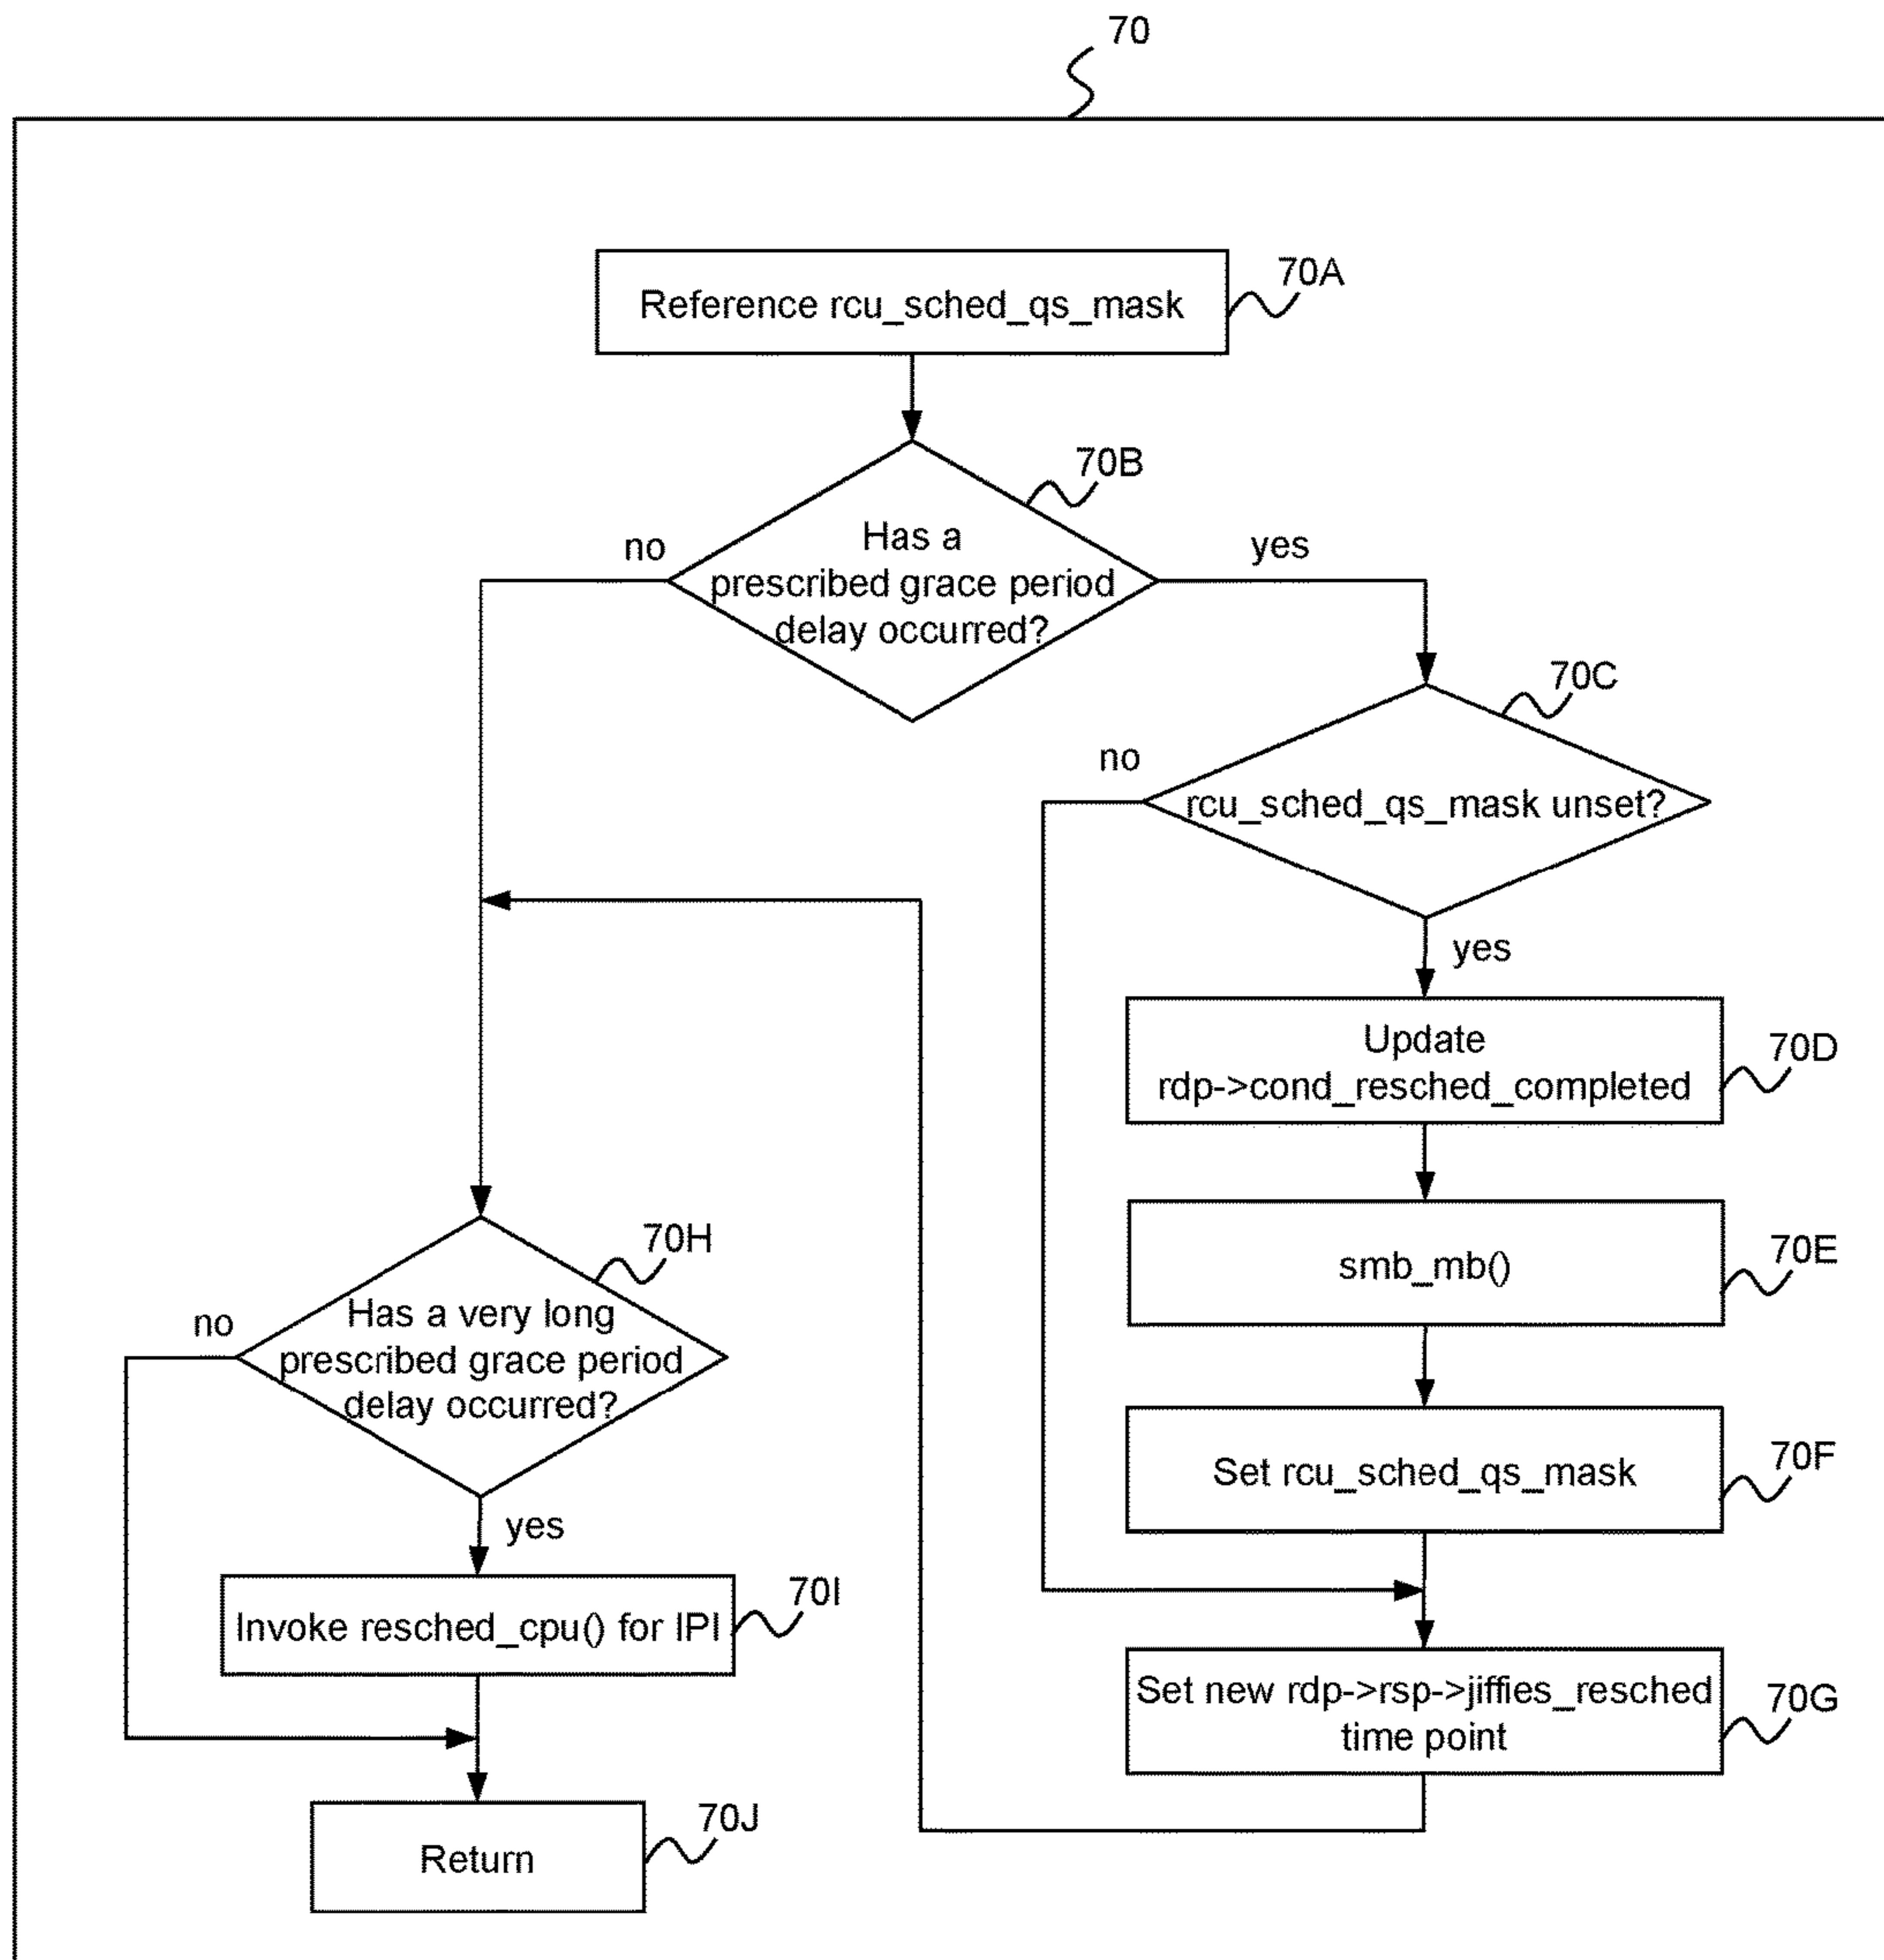 70
Reference rcu_sched_qs_mask
70A
70B
Has a
prescribed grace period
delay occurred?
no
yes
70C
rcu_sched_qs_mask unset?
no
yes
Update
rdp->cond_resched_completed
70D
smb_mb()
70E
Set rcu_sched_qs_mask
70F
Set new rdp->rsp->jiffies_resched
time point
70G
70H
Has a very long
prescribed grace period
delay occurred?
no
yes
Invoke resched_cpu() for IPI
70I
Return
70J